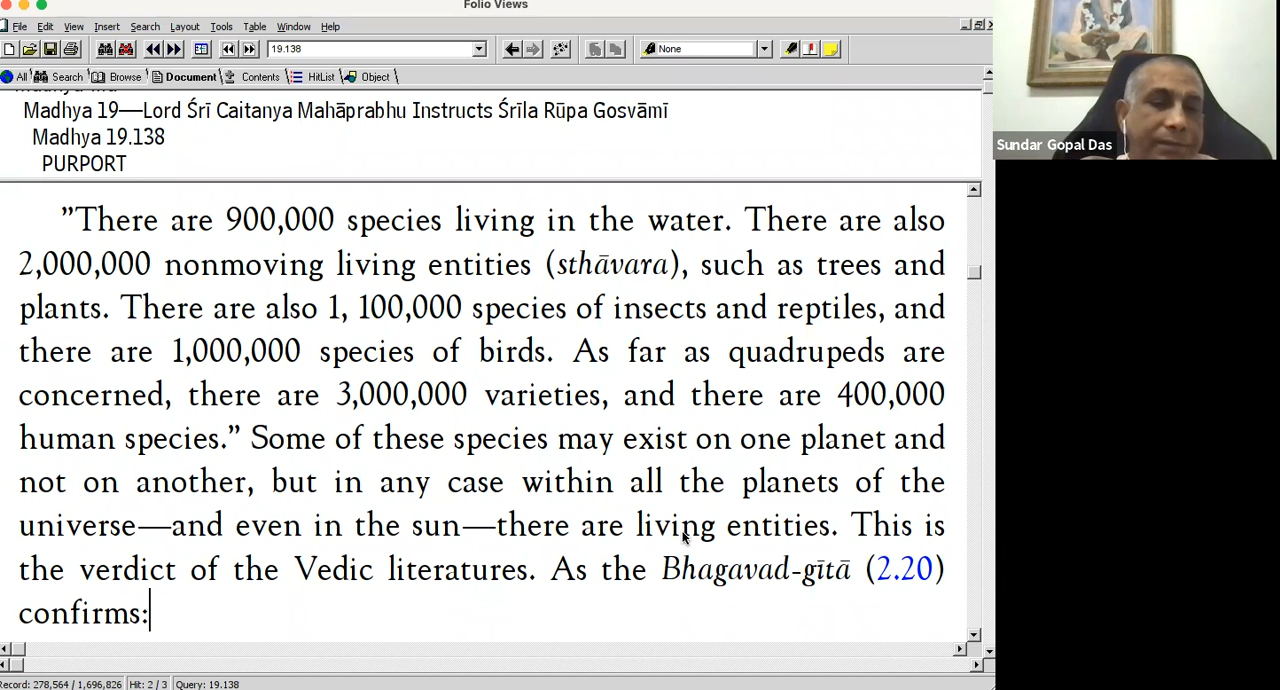 Folio Views
File Edit View Insert Search Layout Tools Table Window Help
19.138 None
All Search Browse Document Contents HitList Object
Madhya 19—Lord Śrī Caitanya Mahāprabhu Instructs Śrīla Rūpa Gosvāmī
Madhya 19.138
PURPORT
Sundar Gopal Das
”There are 900,000 species living in the water. There are also
2,000,000 nonmoving living entities (sthāvara), such as trees and
plants. There are also 1, 100,000 species of insects and reptiles, and
there are 1,000,000 species of birds. As far as quadrupeds are
concerned, there are 3,000,000 varieties, and there are 400,000
human species.” Some of these species may exist on one planet and
not on another, but in any case within all the planets of the
universe—and even in the sun—there are living entities. This is
the verdict of the Vedic literatures. As the Bhagavad-gītā (2.20)
confirms:
Record: 278,564 / 1,696,826 Hit: 2 / 3 Query: 19.138